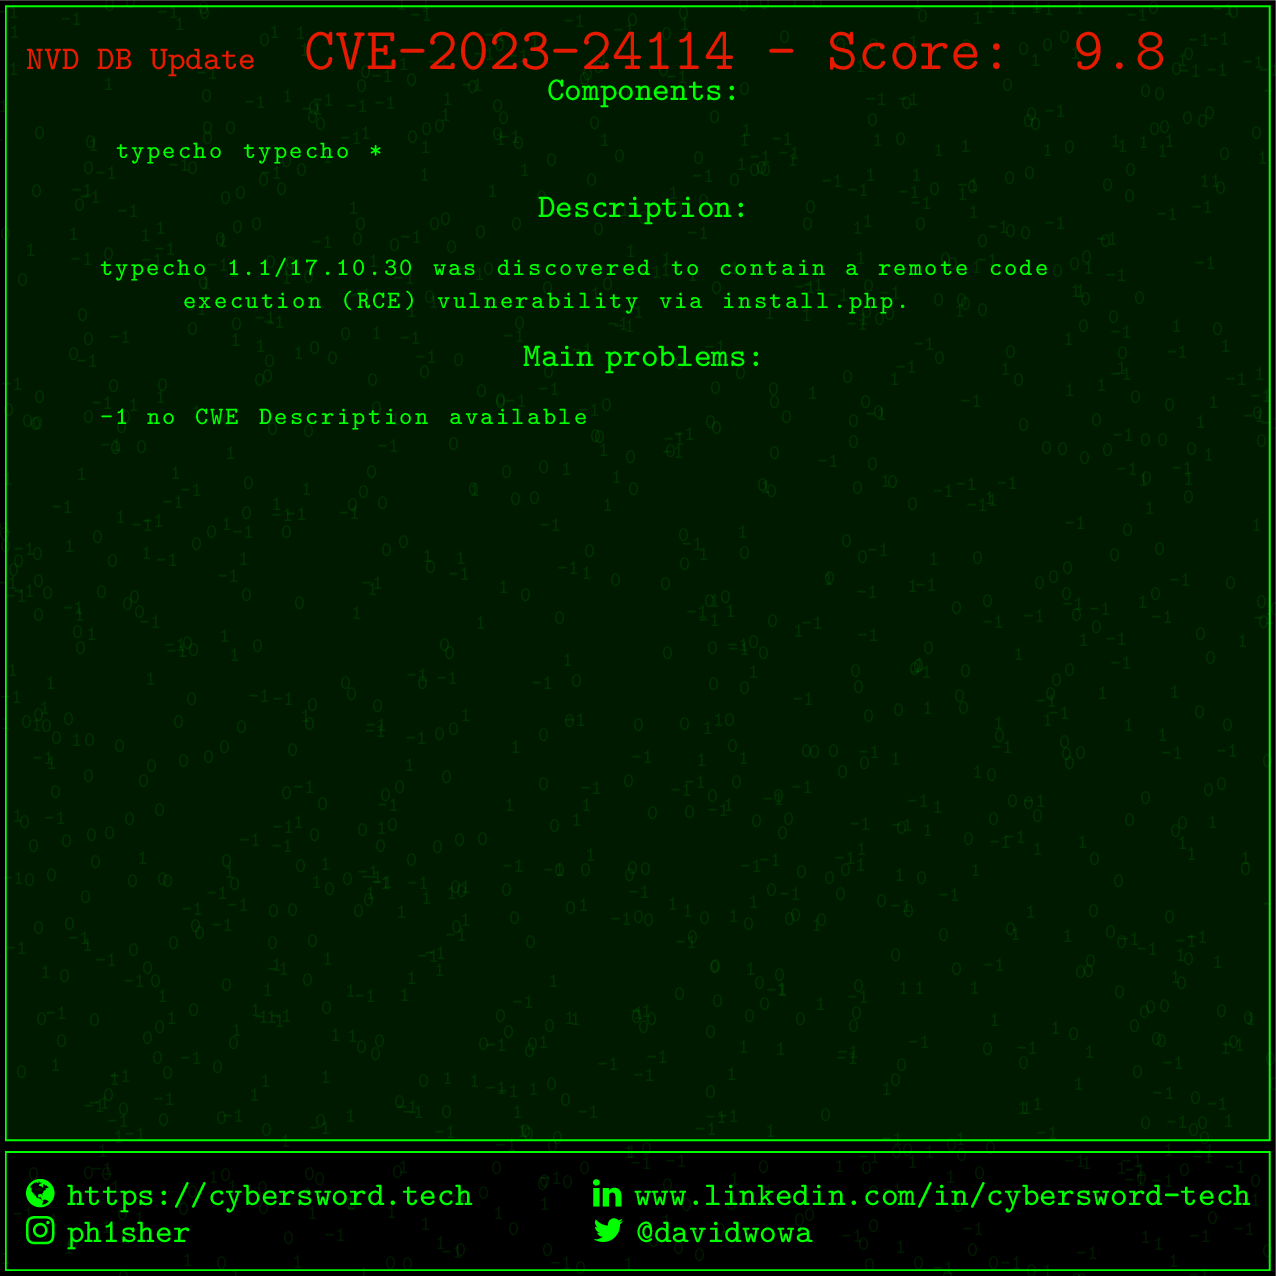 NVD DB Update CVE-2023-24114 - Score: 9.8
Components:
typecho typecho *
Description:
typecho 1.1/17.10.30 was discovered to contain a remote code
execution (RCE) vulnerability via install.php.
Main problems:
-1 no CWE Description available
https://cybersword.tech
www.linkedin.com/in/cybersword-tech
ph1sher
@davidwowa